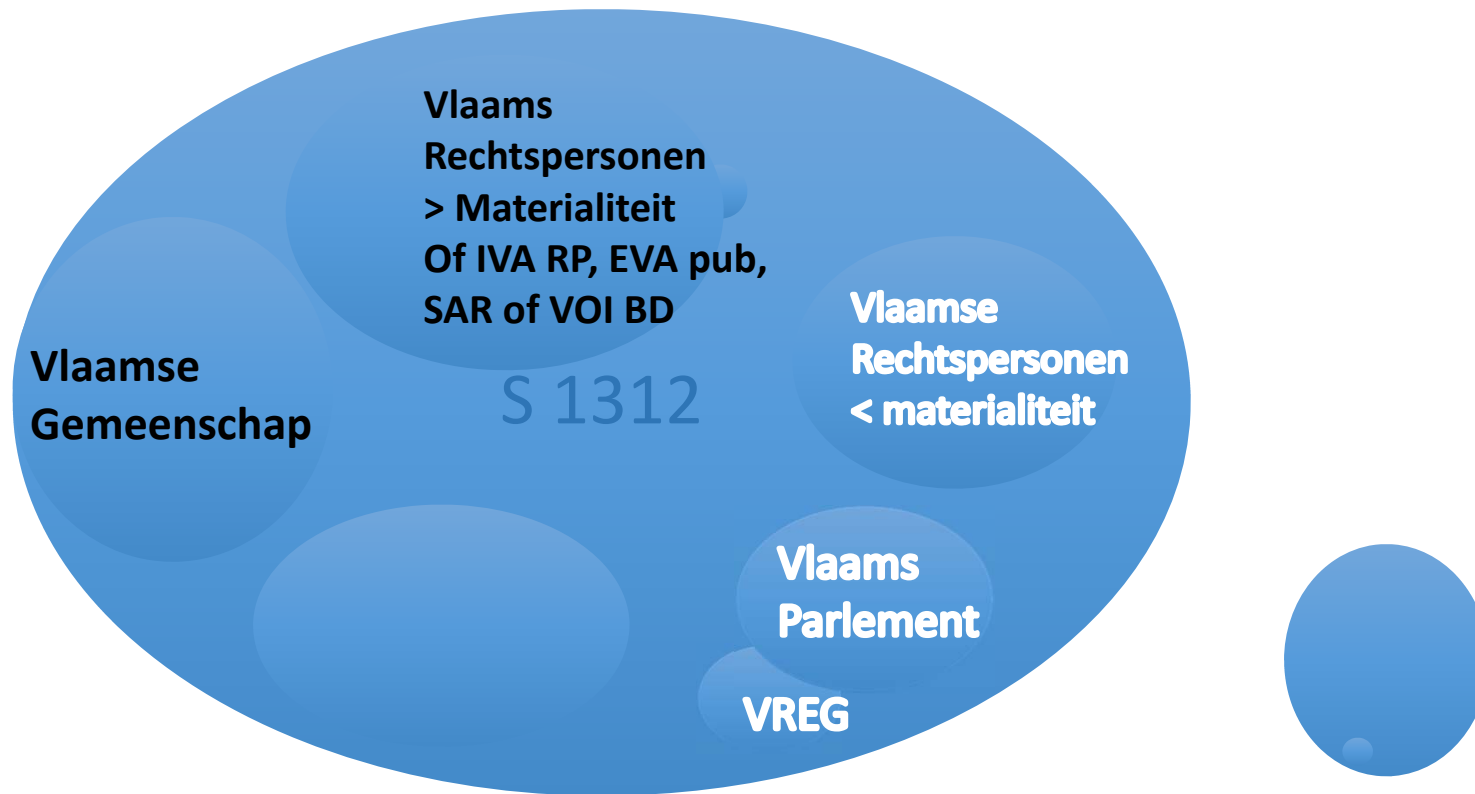 Vlaams
Rechtspersonen
> Materialiteit
Of IVA RP, EVA pub,
SAR of VOI BD
Vlaamse
Gemeenschap
S 1312
Vlaamse
Rechtspersonen
< materialiteit
Vlaams
Parlement
VREG